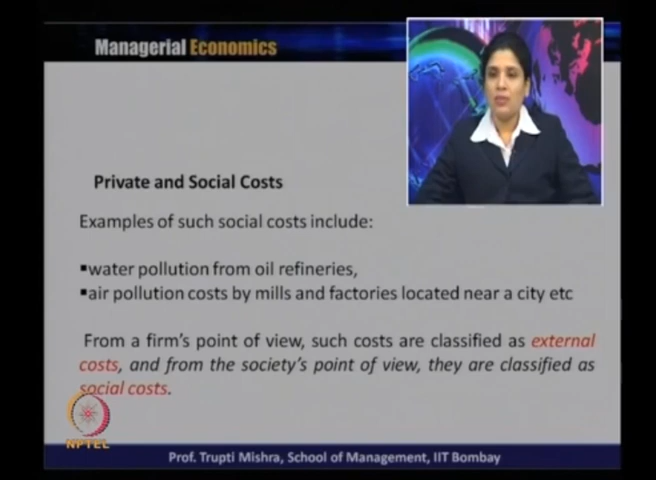 Managerial Economics
Private and Social Costs
Examples of such social costs include:
▪water pollution from oil refineries,
▪air pollution costs by mills and factories located near a city etc
From a firm's point of view, such costs are classified as external
costs, and from the society's point of view, they are classified as
social costs.
NPTEL
Prof. Trupti Mishra, School of Management, IIT Bombay